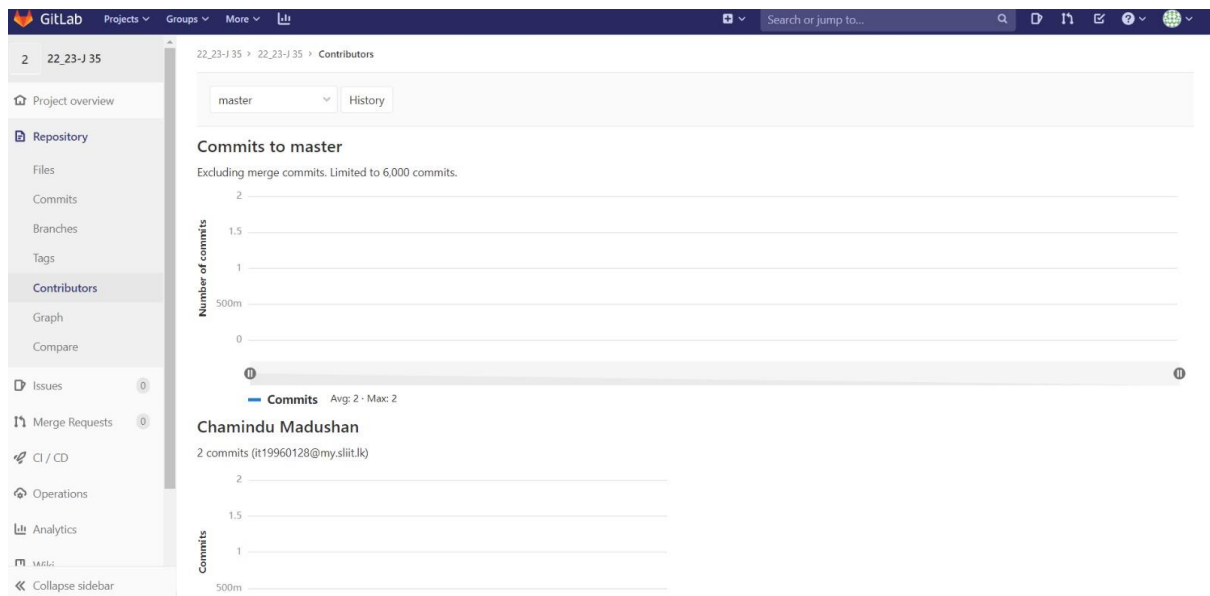 GitLab Projects Groups More Search or jump to...
2 22_23-J 35
Project overview
Repository
Files
Commits
Branches
Tags
Contributors
Graph
Compare
Issues 0
Merge Requests 0
CI / CD
Operations
Analytics
Wiki
Collapse sidebar
22_23-J 35 > 22_23-J 35 > Contributors
master History
Commits to master
Excluding merge commits. Limited to 6,000 commits.
Number of commits
2
1.5
1
500m
0
Commits Avg: 2 · Max: 2
Chamindu Madushan
2 commits (it19960128@my.sliit.lk)
Commits
2
1.5
1
500m